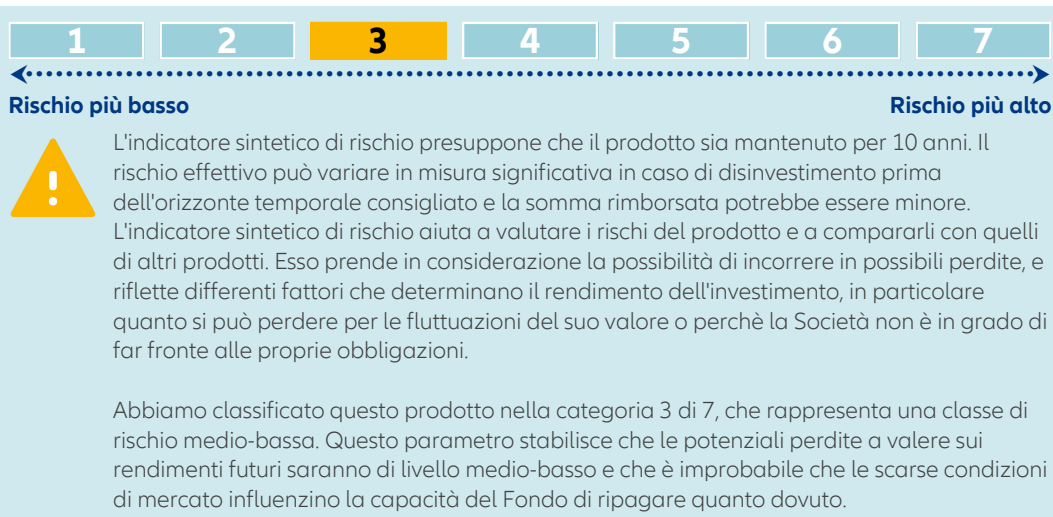 1 2 3 4 5 6 7
Rischio più basso Rischio più alto
L'indicatore sintetico di rischio presuppone che il prodotto sia mantenuto per 10 anni. Il
rischio effettivo può variare in misura significativa in caso di disinvestimento prima
dell'orizzonte temporale consigliato e la somma rimborsata potrebbe essere minore.
L'indicatore sintetico di rischio aiuta a valutare i rischi del prodotto e a compararli con quelli
di altri prodotti. Esso prende in considerazione la possibilità di incorrere in possibili perdite, e
riflette differenti fattori che determinano il rendimento dell'investimento, in particolare
quanto si può perdere per le fluttuazioni del suo valore o perchè la Società non è in grado di
far fronte alle proprie obbligazioni.
Abbiamo classificato questo prodotto nella categoria 3 di 7, che rappresenta una classe di
rischio medio-bassa. Questo parametro stabilisce che le potenziali perdite a valere sui
rendimenti futuri saranno di livello medio-basso e che è improbabile che le scarse condizioni
di mercato influenzino la capacità del Fondo di ripagare quanto dovuto.